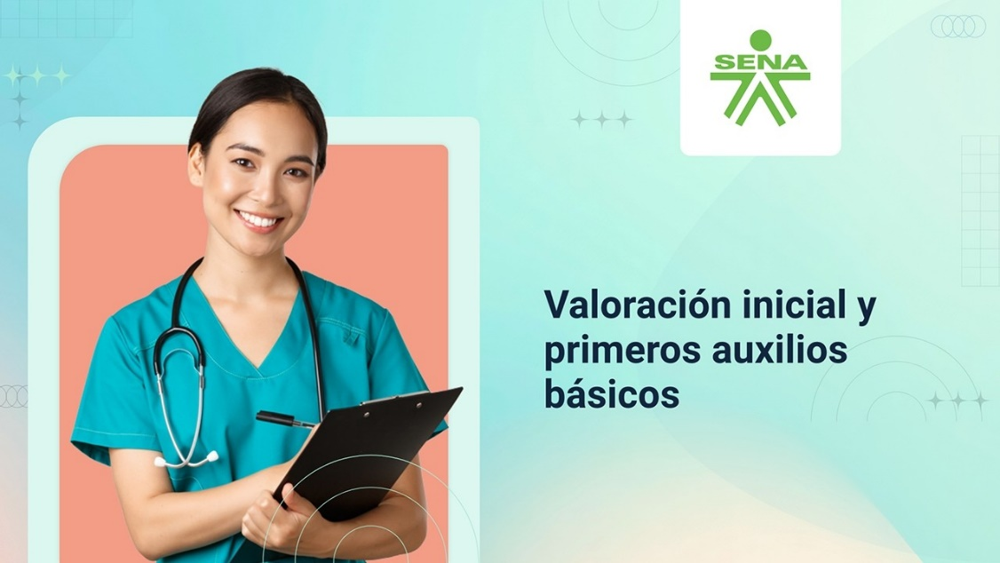 SENA
Valoración inicial y
primeros auxilios
básicos